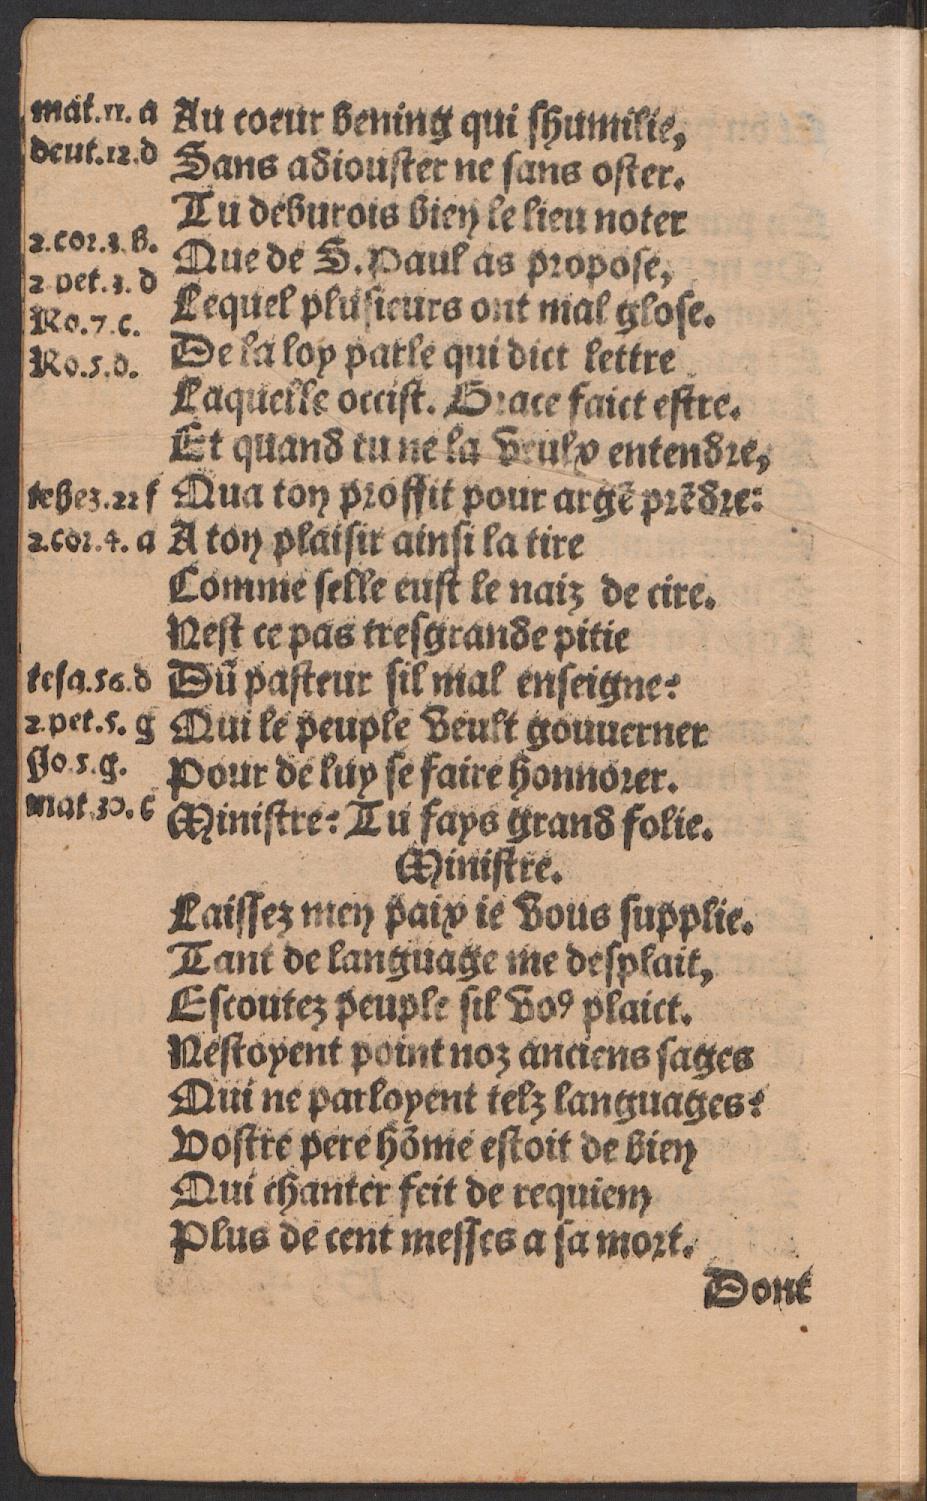 mat.11. a Au coeur bening qui shumilie,
deut.12.d Sans adiouster ne sans oster.
Tu deburois bien le lieu noter
2.cor.3.b. Que de S. Paul as propose,
2 pet.3. d Lequel plusieurs ont mal glose.
Ro.7.c. De la loy parle qui dict lettre
Ro.5.d. Laquelle occist. Grace faict estre.
Et quand tu ne la veulx entendre,
iehez.22 f Qua ton proffit pour argẽ prẽdre:
2.cor.4. a A ton plaisir ainsi la tire
Comme selle eust le naiz de cire.
Nest ce pas tresgrande pitie
iesa.56.d Dũ pasteur sil mal enseigne?
2.pet.5. g Qui le peuple veult gouuerner
Jo.5.g. Pour de luy se faire honnorer.
mat.30.c Ministre: Tu fays grand folie.
Ministre.
Laissez men paix ie vous supplie.
Tant de language me desplait,
Escoutez peuple sil voꝰ plaict.
Nestoyent point noz anciens sages
Qui ne parloyent telz languages?
Vostre pere hõme estoit de bien
Qui chanter feit de requiem
Plus de cent messes a sa mort.
Dont